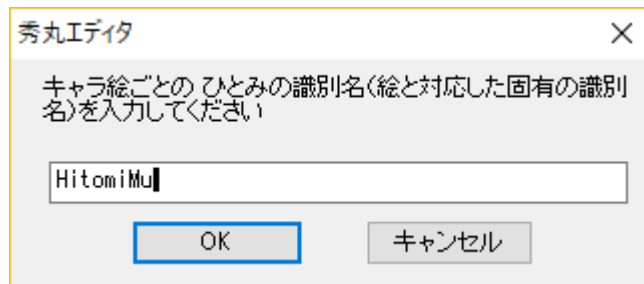 秀丸エディタ
キャラ絵ごとの ひとみの識別名(絵と対応した固有の識別
名)を入力してください
HitomiMu
OK
キャンセル